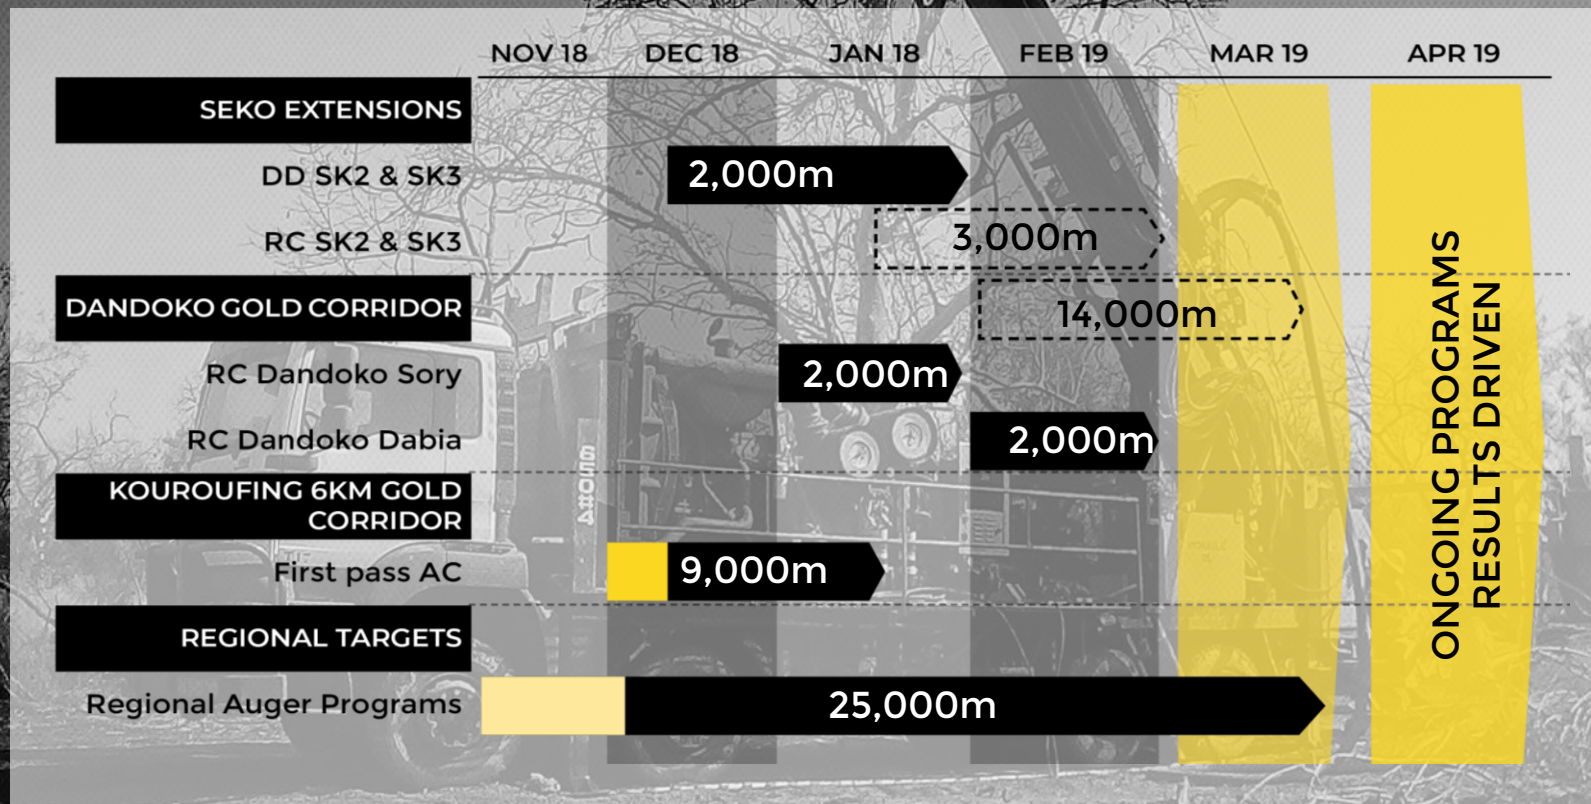 NOV 18 DEC 18 JAN 18 FEB 19 MAR 19 APR 19
SEKO EXTENSIONS
DD SK2 & SK3 2,000m
RC SK2 & SK3 3,000m
DANDOKO GOLD CORRIDOR 14,000m
RC Dandoko Sory 2,000m
RC Dandoko Dabia 2,000m
KOUROUFING 6KM GOLD
CORRIDOR
First pass AC 9,000m
REGIONAL TARGETS
Regional Auger Programs 25,000m
ONGOING PROGRAMS
RESULTS DRIVEN